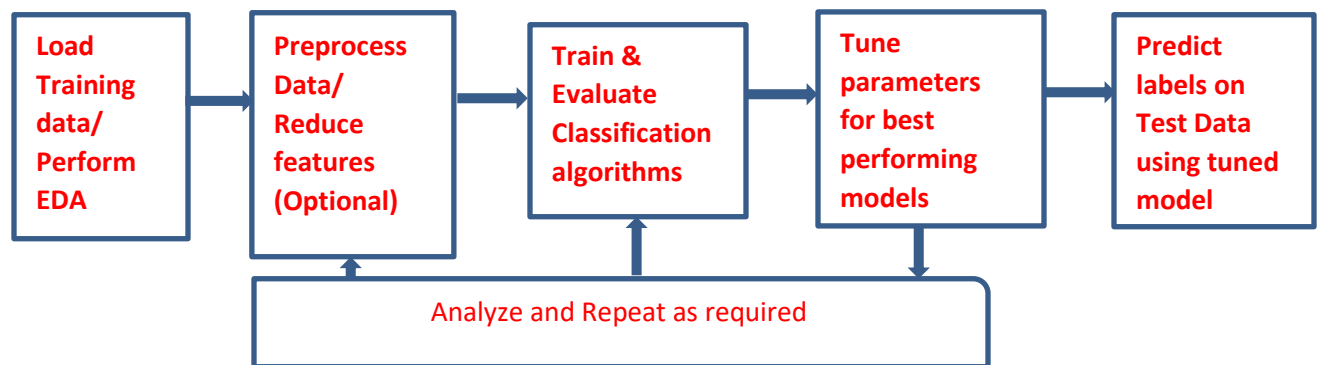 Load
Training
data/
Perform
EDA
Preprocess
Data/
Reduce
features
(Optional)
Train &
Evaluate
Classification
algorithms
Tune
parameters
for best
performing
models
Predict
labels on
Test Data
using tuned
model
Analyze and Repeat as required